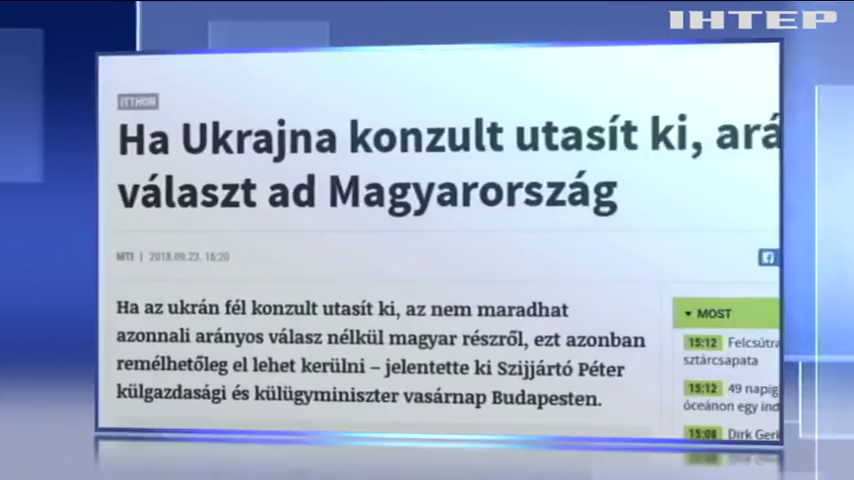 ІНТЕР
ITTHON
Ha Ukrajna konzult utasít ki, ará
választ ad Magyarország
MTI | 2018.09.23. 16:20
Ha az ukrán fél konzult utasít ki, az nem maradhat
azonnali arányos válasz nélkül magyar részről, ezt azonban
remélhetőleg el lehet kerülni – jelentette ki Szijjártó Péter
külgazdasági és külügyminiszter vasárnap Budapesten.
MOST
15:12 Felcsútra
sztárcsapata
15:12 49 napig
óceánon egy ind
15:08 Dirk Geri